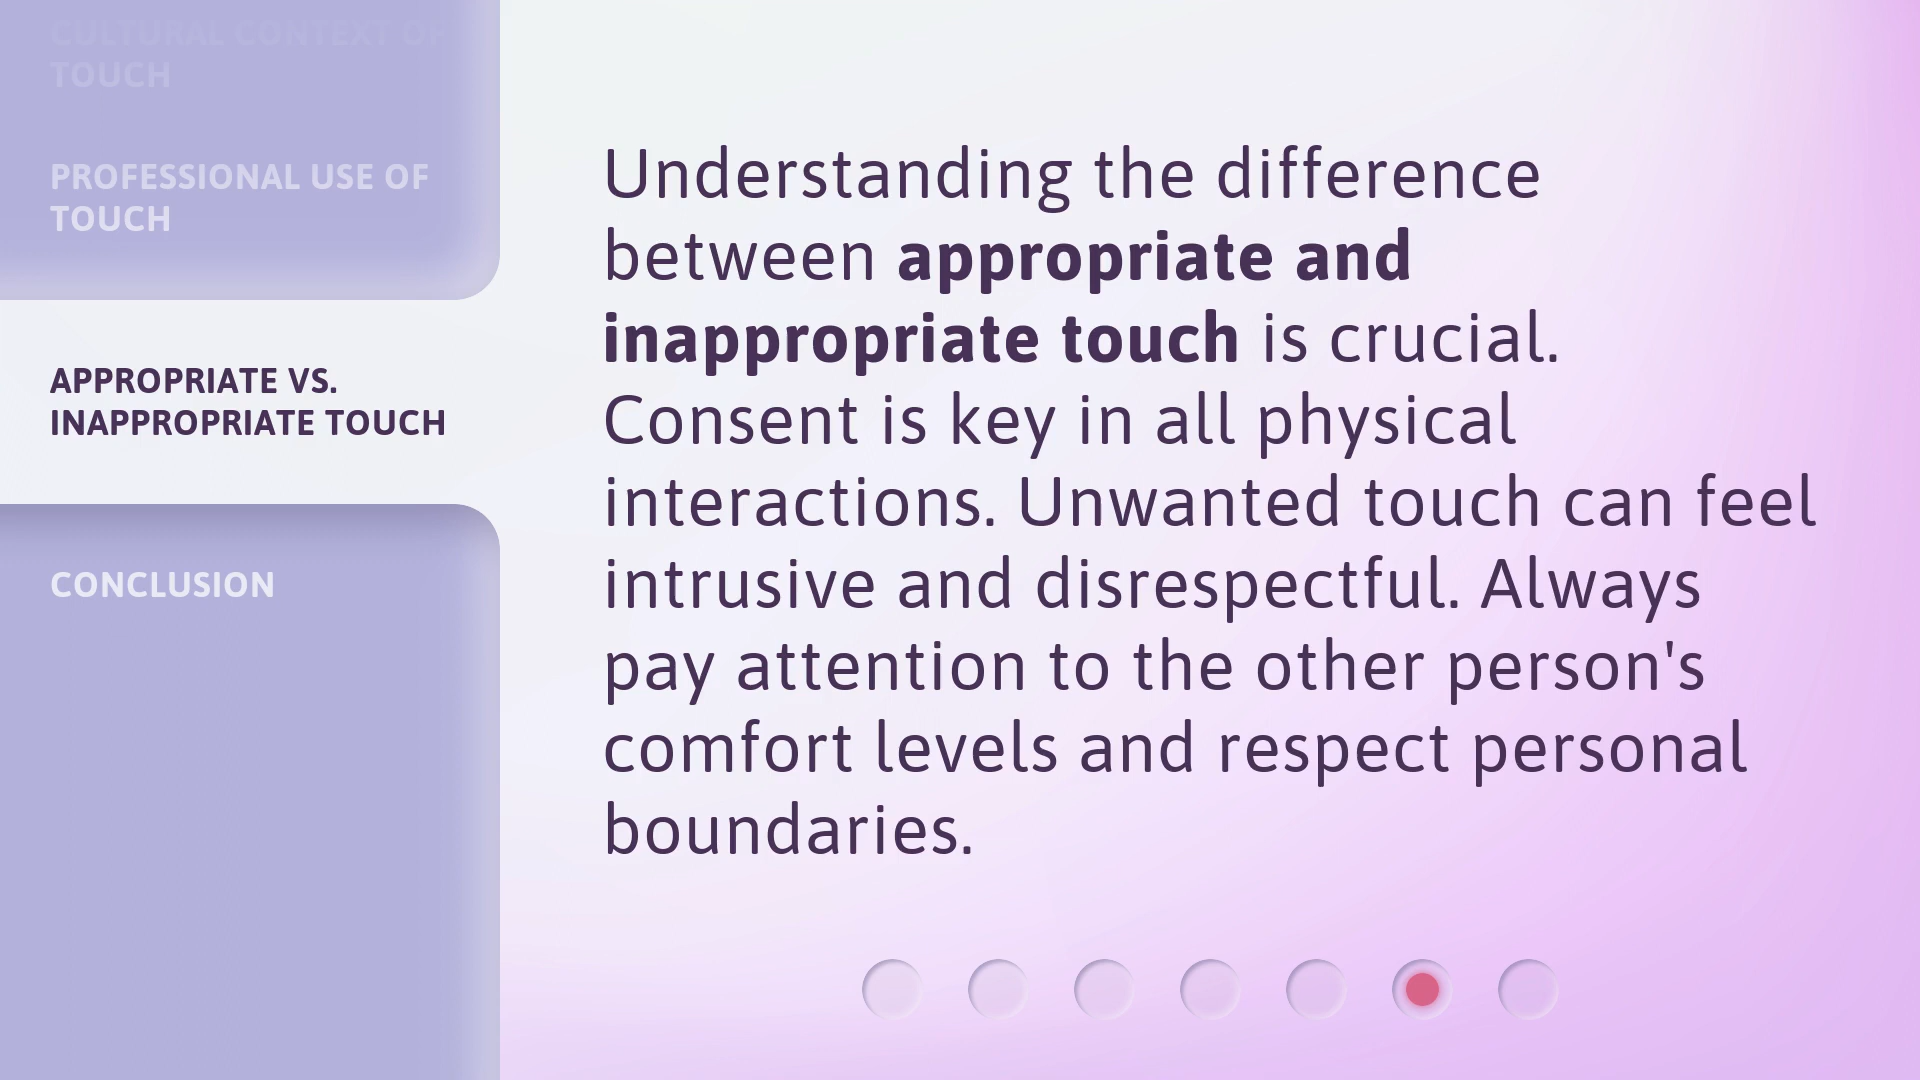 CULTURAL CONTEXT OF
TOUCH
PROFESSIONAL USE OF
TOUCH
APPROPRIATE VS.
INAPPROPRIATE TOUCH
CONCLUSION
Understanding the difference
between appropriate and
inappropriate touch is crucial.
Consent is key in all physical
interactions. Unwanted touch can feel
intrusive and disrespectful. Always
pay attention to the other person's
comfort levels and respect personal
boundaries.